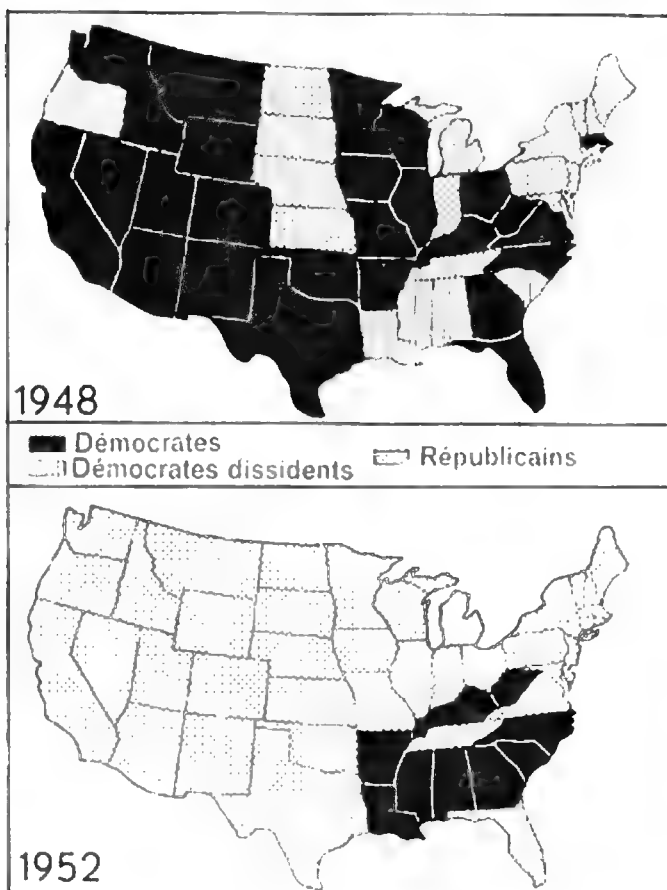 1948
Démocrates
Démocrates dissidents
Républicains
1952